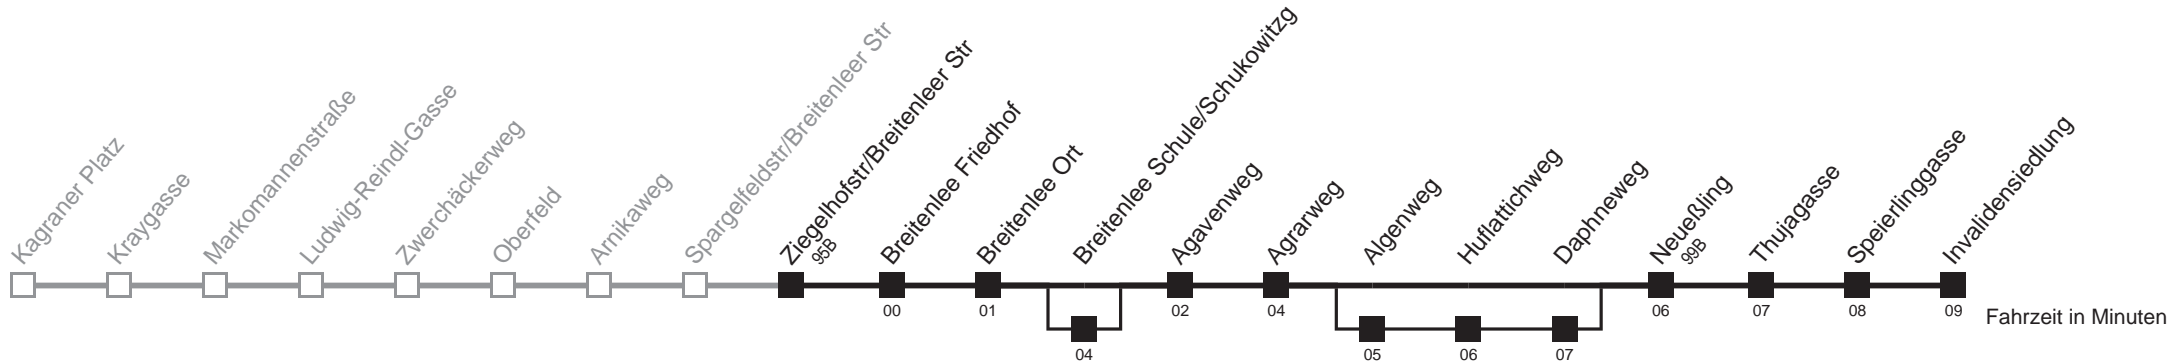 Kagraner Platz
Kraygasse
Markomannenstraße
Ludwig-Reindl-Gasse
Zwerchäckerweg
Oberfeld
Arnikaweg
Spargelfeldstr/Breitenleer Str
Ziegelhofstr/Breitenleer Str
95B
Breitenlee Friedhof
Breitenlee Ort
Breitenlee Schule/Schukowitzg
Agavenweg
Agrarweg
Algenweg
Huflattichweg
Daphneweg
Neueßling
99B
Thujagasse
Speierlinggasse
Invalidensiedlung
00
01
02
04
06
07
08
09
Fahrzeit in Minuten
04
05
06
07